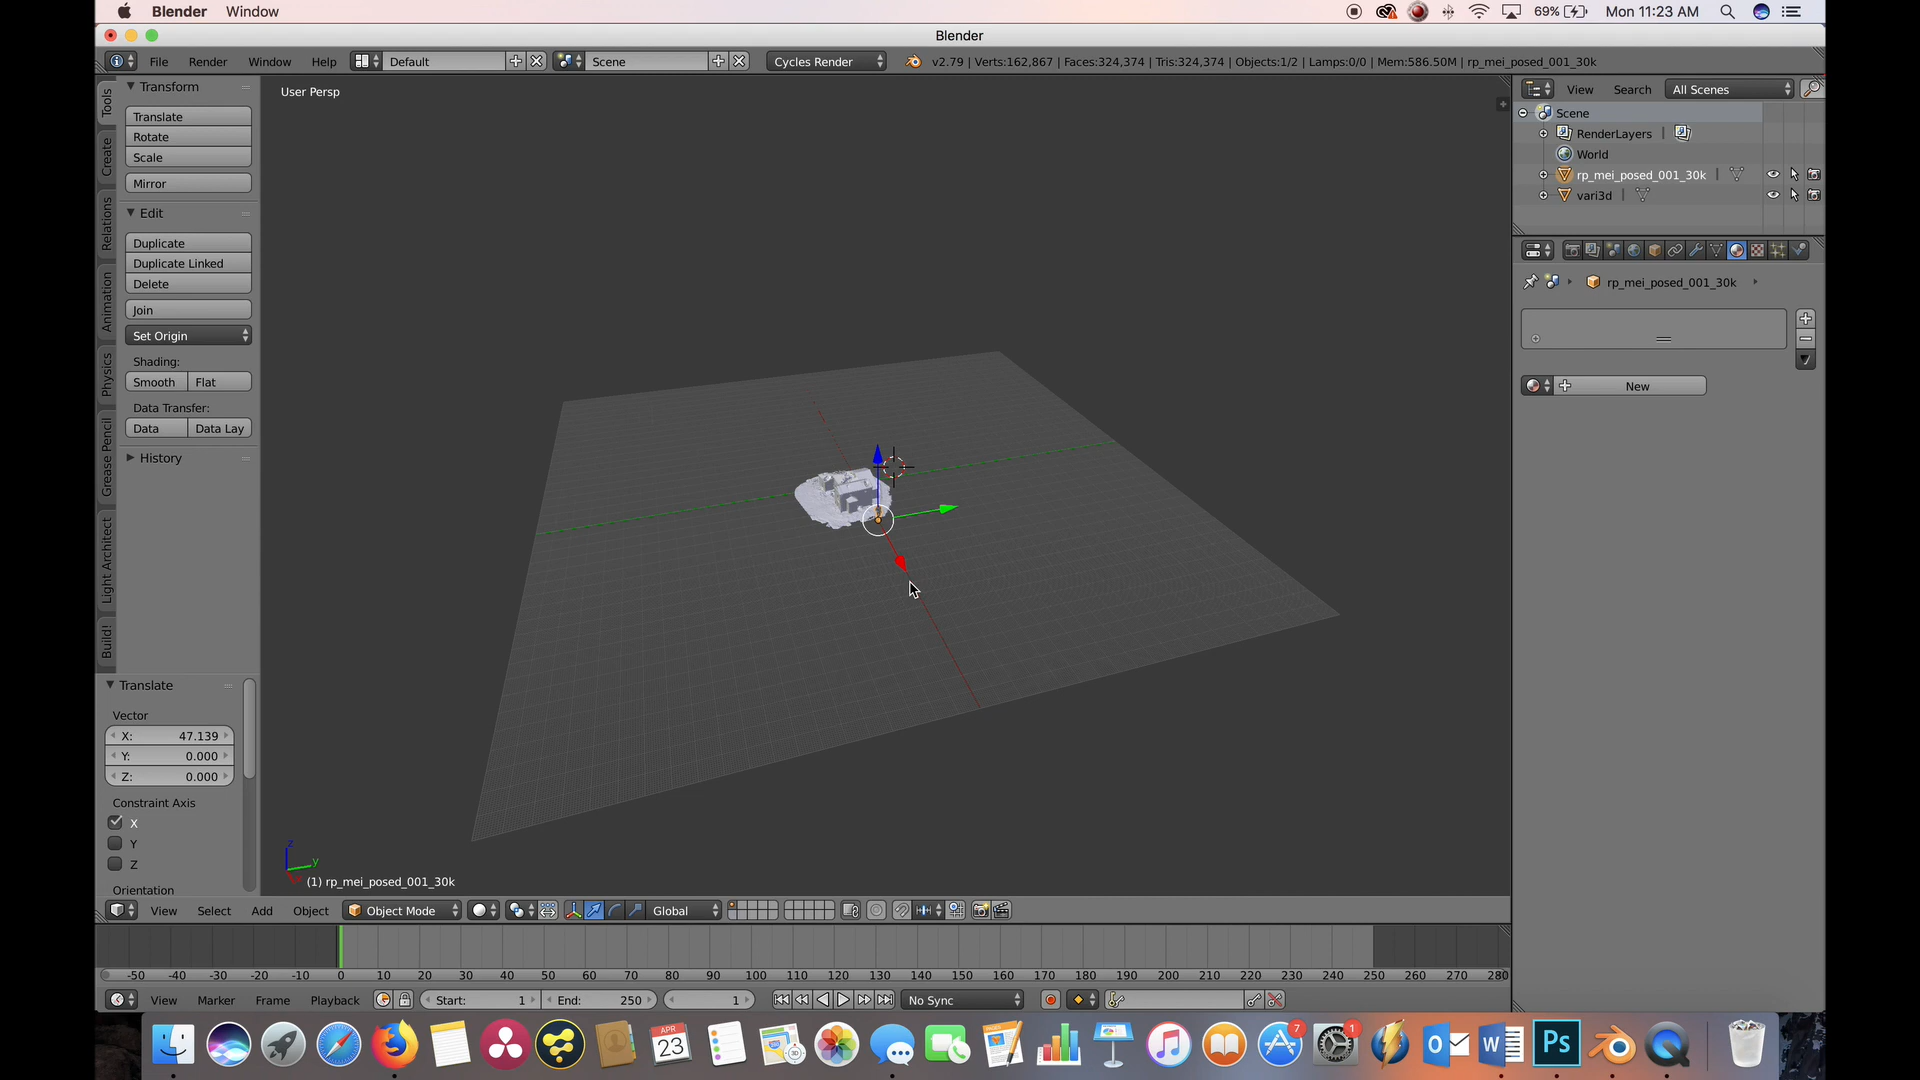 Blender Window 69% Mon 11:23 AM
Blender
File Render Window Help Default Scene Cycles Render v2.79 | Verts:162,867 | Faces:324,374 | Tris:324,374 | Objects:1/2 | Lamps:0/0 | Mem:586.50M | rp_mei_posed_001_30k
User Persp
Tools
Create
Relations
Animation
Physics
Grease Pencil
Light Architect
Build!
Transform
Translate
Rotate
Scale
Mirror
Edit
Duplicate
Duplicate Linked
Delete
Join
Set Origin
Shading:
Smooth Flat
Data Transfer:
Data Data Lay
History
Translate
Vector
X: 47.139
Y: 0.000
Z: 0.000
Constraint Axis
X
Y
Z
Orientation
z
y
(1) rp_mei_posed_001_30k
View Select Add Object Object Mode Global
View Search All Scenes
Scene
RenderLayers |
World
rp_mei_posed_001_30k |
vari3d |
rp_mei_posed_001_30k
New
-50 -40 -30 -20 -10 0 10 20 30 40 50 60 70 80 90 100 110 120 130 140 150 160 170 180 190 200 210 220 230 240 250 260 270 280
View Marker Frame Playback Start: 1 End: 250 1 No Sync
APR
23
3D
7
1
O
W
Ps